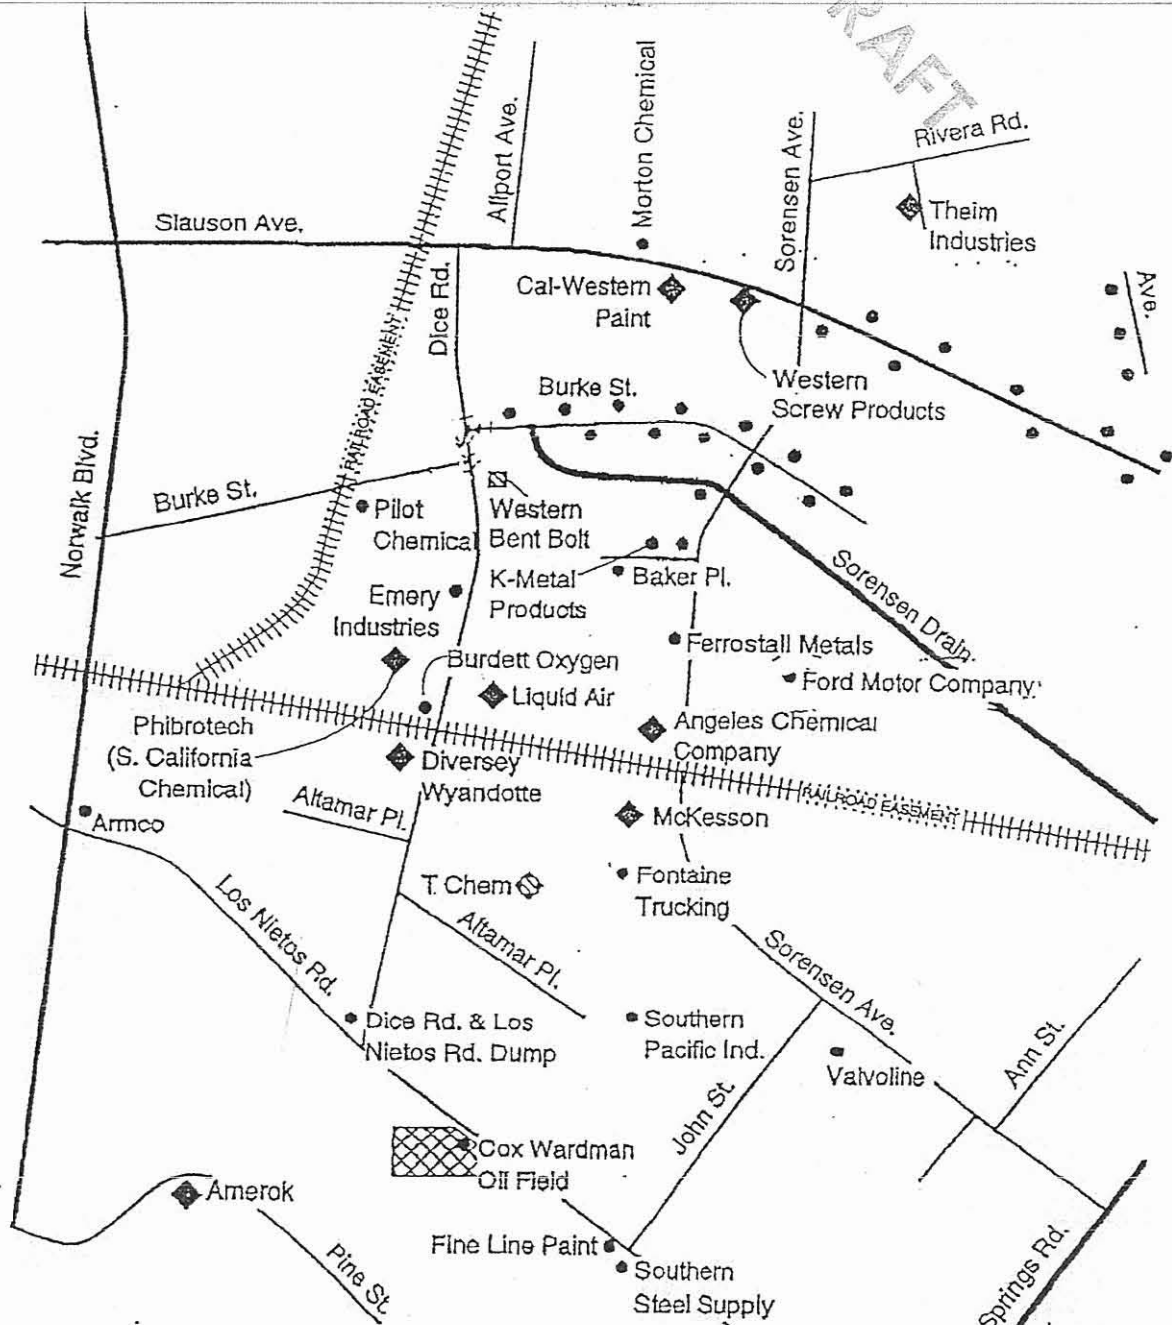 DRAFT
Allport Ave.
Morton Chemical
Sorensen Ave.
Rivera Rd.
Slauson Ave.
Theim
Industries
Dice Rd.
Cal-Western
Paint
Ave.
RAILROAD EASEMENT
Western
Screw Products
Burke St.
Norwalk Blvd.
Burke St.
Pilot
Chemical
Western
Bent Bolt
K-Metal
Products
Baker Pl.
Emery
Industries
Sorensen Drain
Ferrostall Metals
Burdett Oxygen
Ford Motor Company
Liquid Air
Phibrotech
(S. California
Chemical)
Angeles Chemical
Company
Diversey
Wyandotte
RAILROAD EASEMENT
Altamar Pl.
Armco
McKesson
T. Chem
Fontaine
Trucking
Los Nietos Rd.
Altamar Pl.
Sorensen Ave.
Dice Rd. & Los
Nietos Rd. Dump
Southern
Pacific Ind.
Valvoline
Ann St.
John St.
Cox Wardman
Oil Field
Amerok
Fine Line Paint
Pine St.
Southern
Steel Supply
Springs Rd.